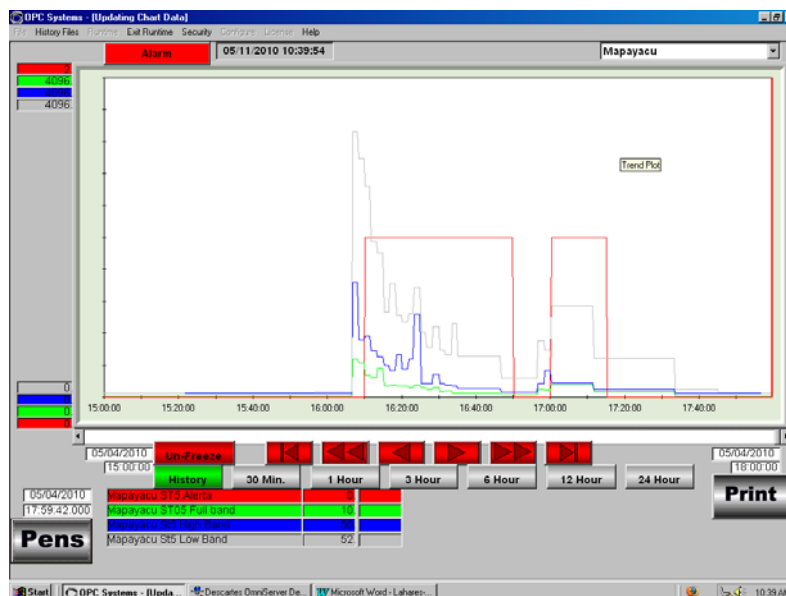 OPC Systems - [Updating Chart Data]
File History Files Runtime Exit Runtime Security Configure License Help
Alarm 05/11/2010 10:39:54 Mapayacu
2
4096.
4096.
4096.
Trend Plot
0.
0.
0.
0.
15:00:00 15:20:00 16:00:00 16:20:00 16:40:00 17:00:00 17:20:00 17:40:00
05/04/2010 Un-Freeze 05/04/2010
15:00:00 18:00:00
History 30 Min. 1 Hour 3 Hour 6 Hour 12 Hour 24 Hour
Print
05/04/2010 Mapayacu ST5 Alerta 0.
17:59:42.000 Mapayacu ST05 Full band 10.
Pens
Mapayacu St5 High Band
Mapayacu St5 Low Band 52.
Start OPC Systems - [Upda... Descartes OmniServer De... Microsoft Word - Lahares-... 10:39 AM